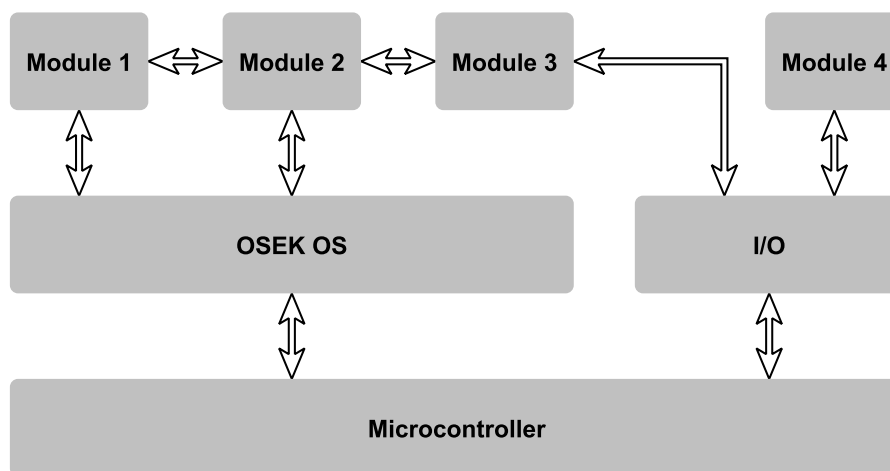 Module 1
Module 2
Module 3
Module 4
OSEK OS
I/O
Microcontroller